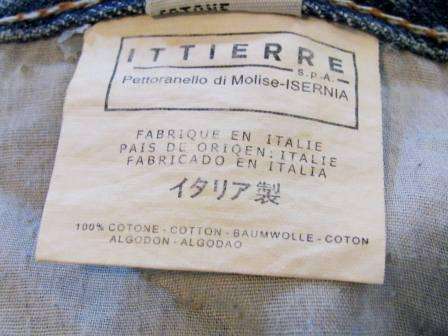 COTONE
ITTIERRE
S.P.A.
Pettoranello di Molise-ISERNIA
FABRIQUE EN ITALIE
PAIS DE ORIGEN: ITALIE
FABRICADO EN ITALIA
イタリア製
100% COTONE - COTTON - BAUMWOLLE - COTON
ALGODON - ALGODAO